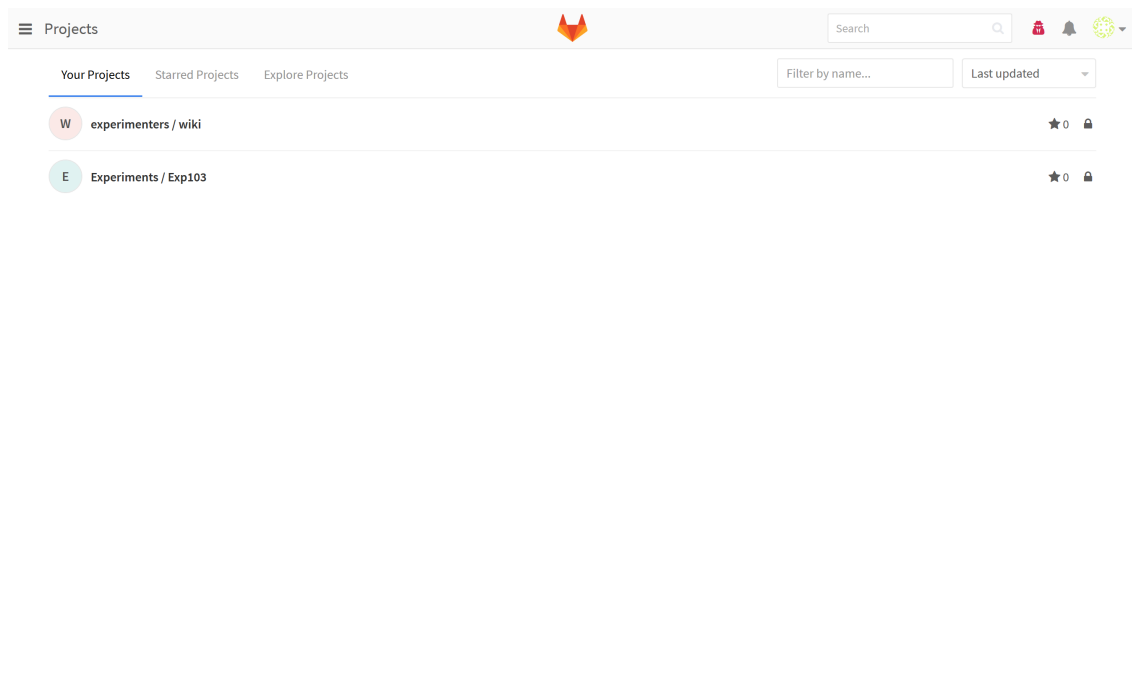 Projects
Search
Your Projects Starred Projects Explore Projects
Filter by name...
Last updated
W experimenters / wiki 0
E Experiments / Exp103 0